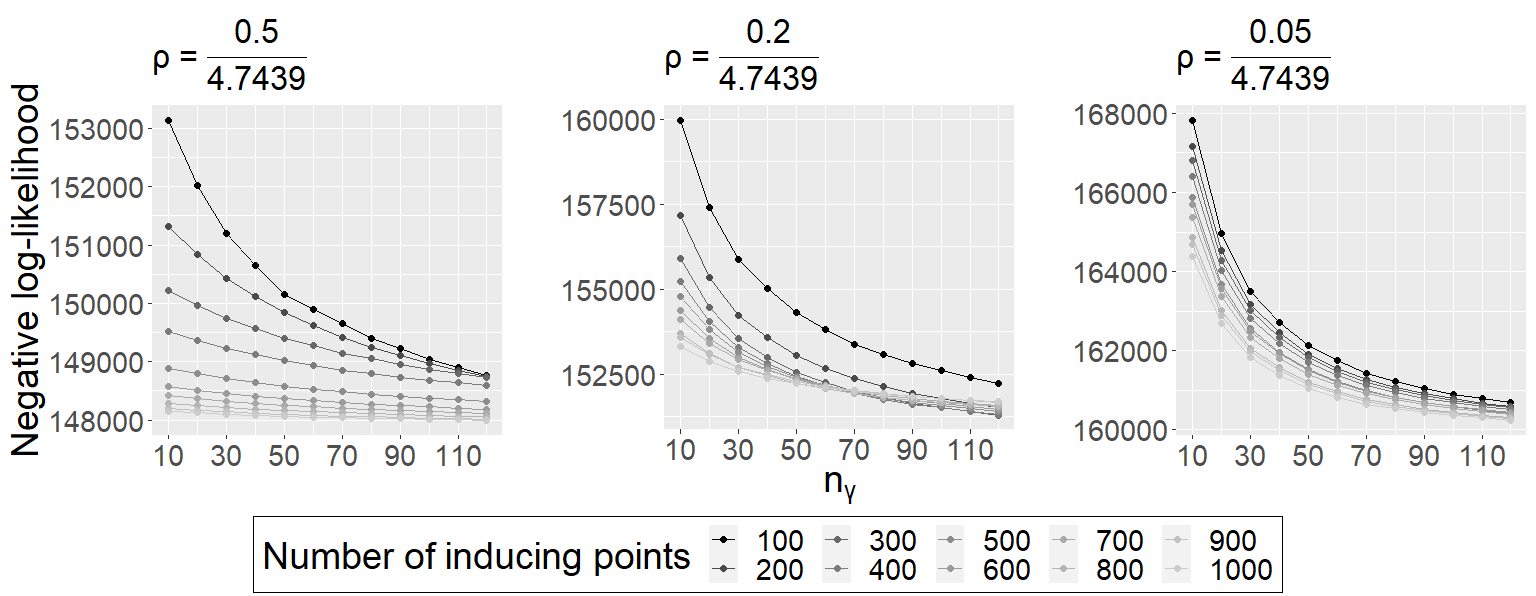 ρ = 0.5 / 4.7439
ρ = 0.2 / 4.7439
ρ = 0.05 / 4.7439
Negative log-likelihood
153000
152000
151000
150000
149000
148000
10 30 50 70 90 110
160000
157500
155000
152500
10 30 50 70 90 110
168000
166000
164000
162000
160000
10 30 50 70 90 110
nγ
Number of inducing points
100 300 500 700 900
200 400 600 800 1000